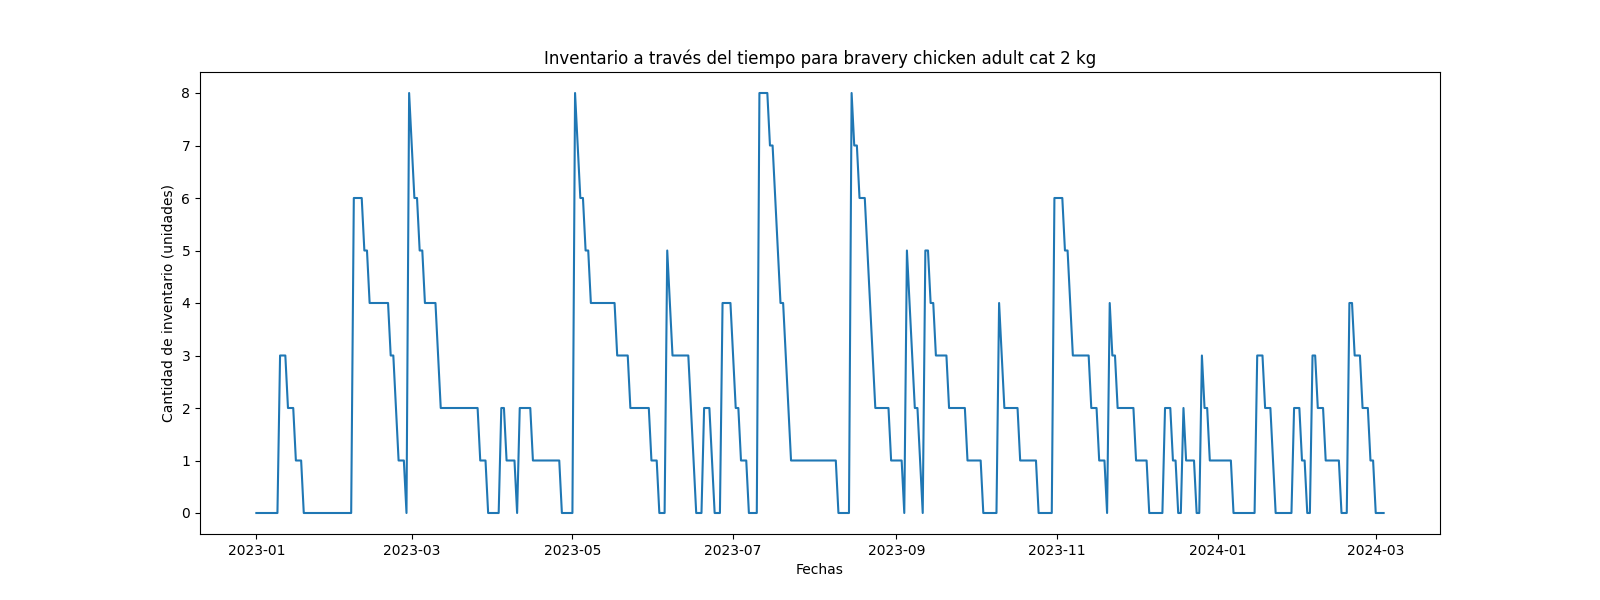 Inventario a través del tiempo para bravery chicken adult cat 2 kg
Cantidad de inventario (unidades)
8
7
6
5
4
3
2
1
0
2023-01 2023-03 2023-05 2023-07 2023-09 2023-11 2024-01 2024-03
Fechas